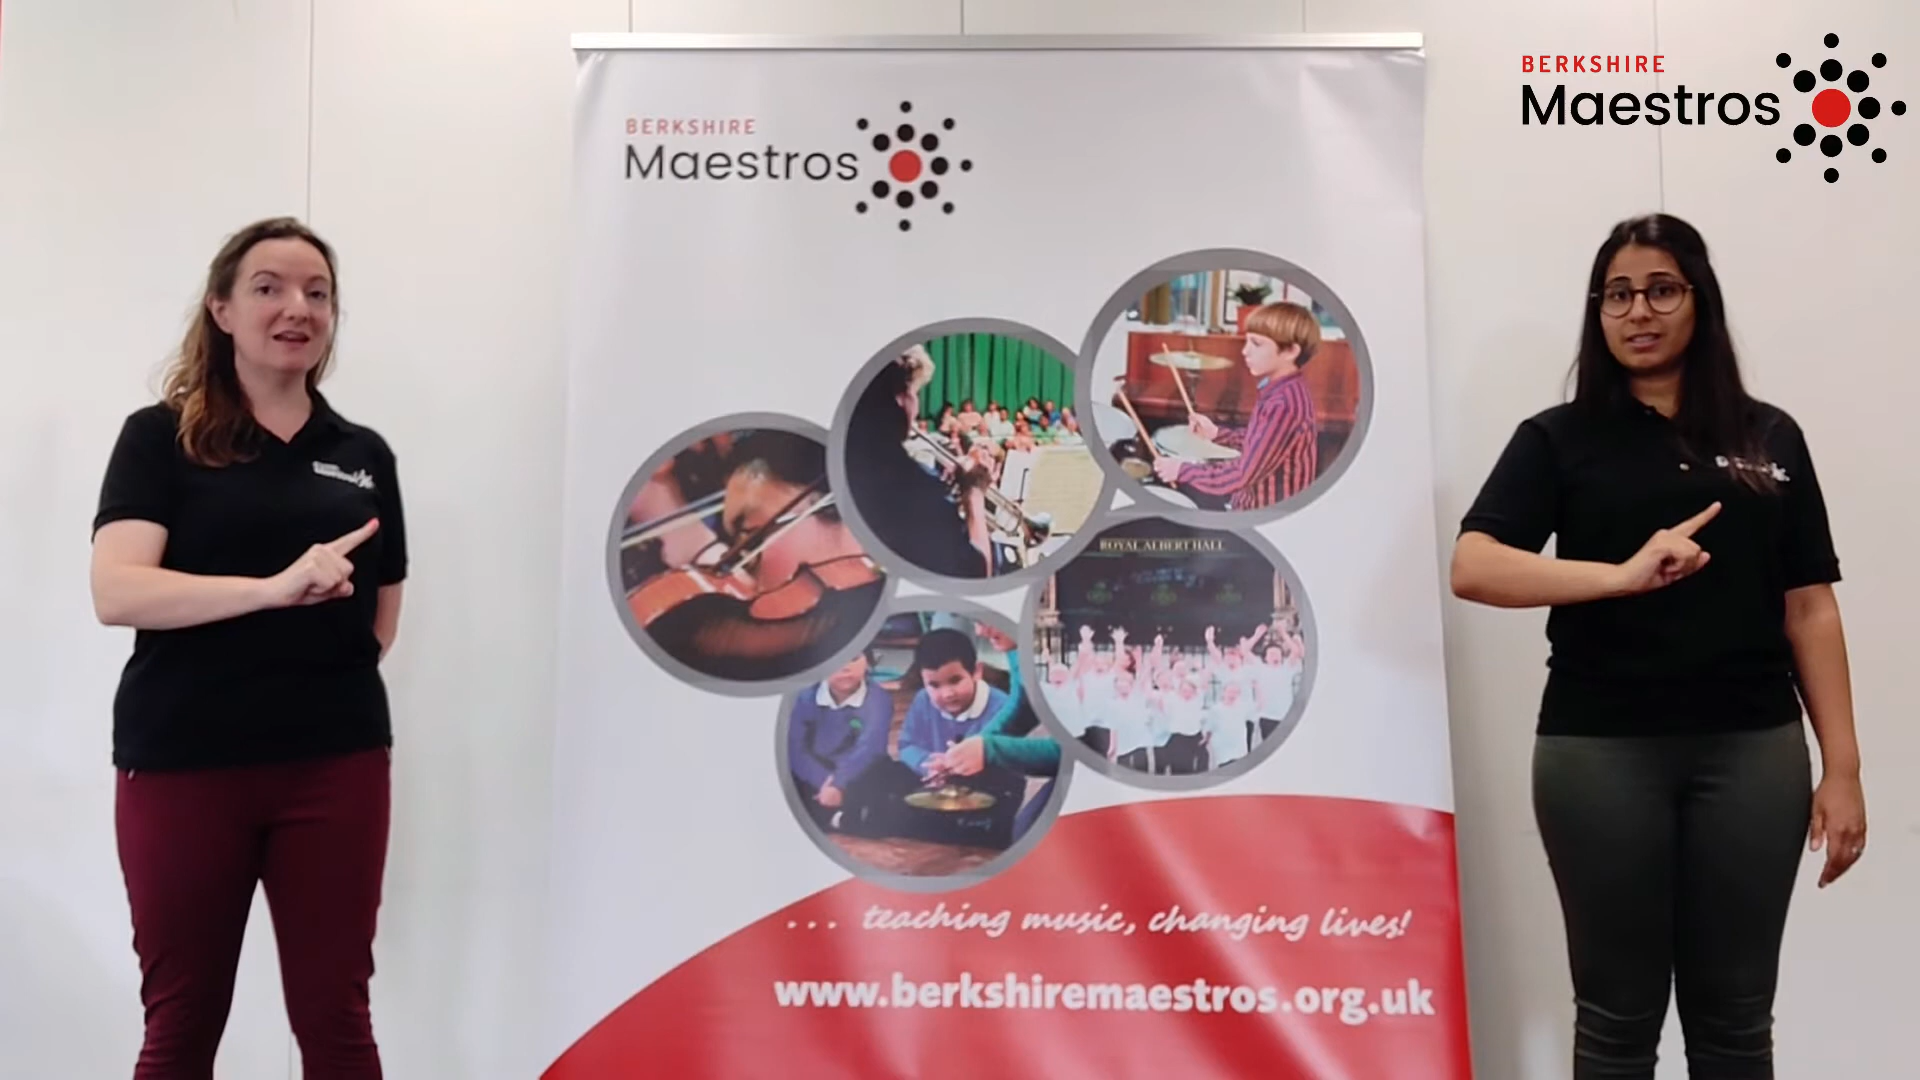 BERKSHIRE
Maestros
BERKSHIRE
Maestros
ROYAL ALBERT HALL
... teaching music, changing lives!
www.berkshiremaestros.org.uk